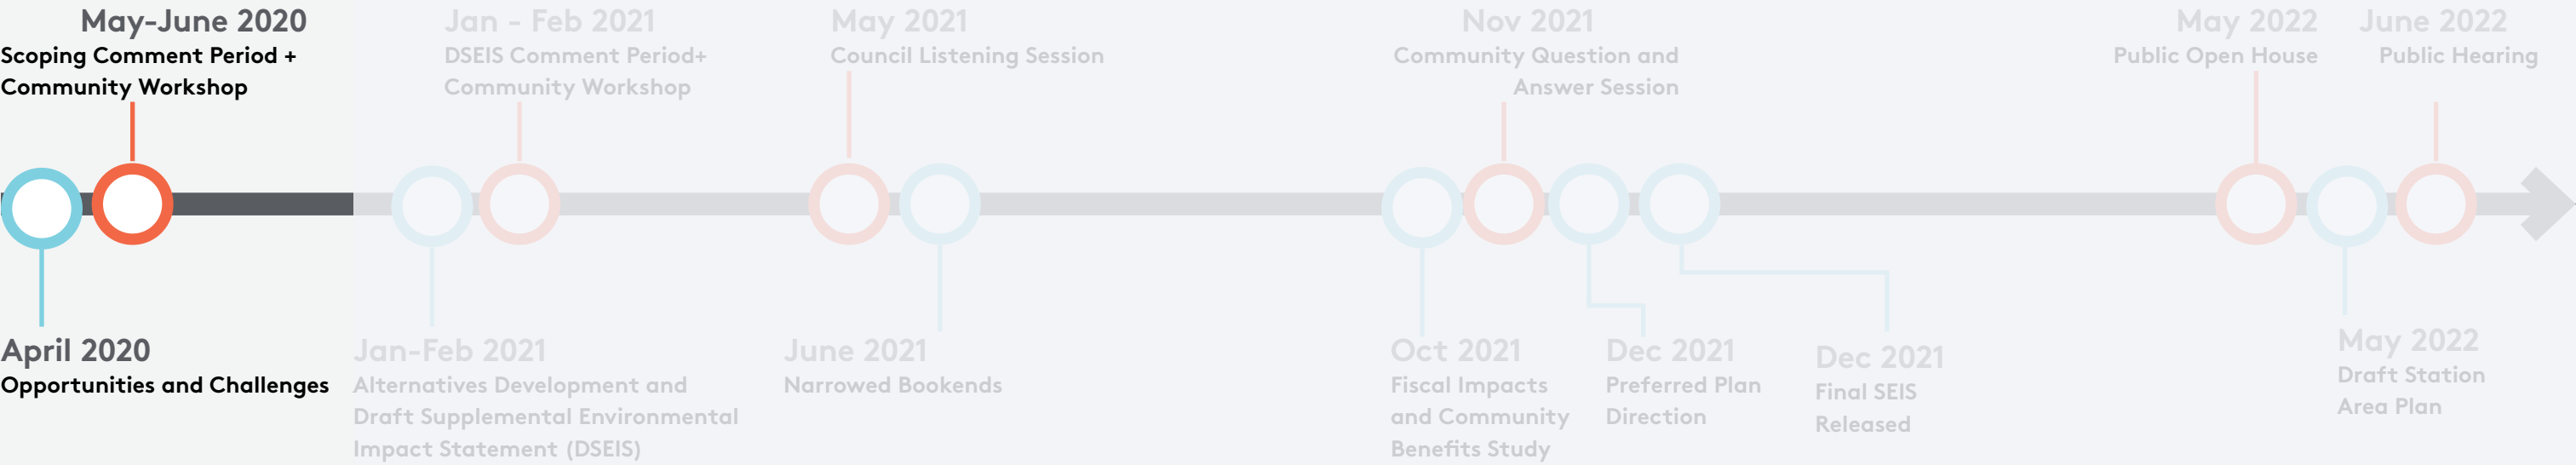 May-June 2020
Scoping Comment Period +
Community Workshop
Jan - Feb 2021
DSEIS Comment Period+
Community Workshop
May 2021
Council Listening Session
Nov 2021
Community Question and
Answer Session
May 2022
Public Open House
June 2022
Public Hearing
April 2020
Opportunities and Challenges
Jan-Feb 2021
Alternatives Development and
Draft Supplemental Environmental
Impact Statement (DSEIS)
June 2021
Narrowed Bookends
Oct 2021
Fiscal Impacts
and Community
Benefits Study
Dec 2021
Preferred Plan
Direction
Dec 2021
Final SEIS
Released
May 2022
Draft Station
Area Plan